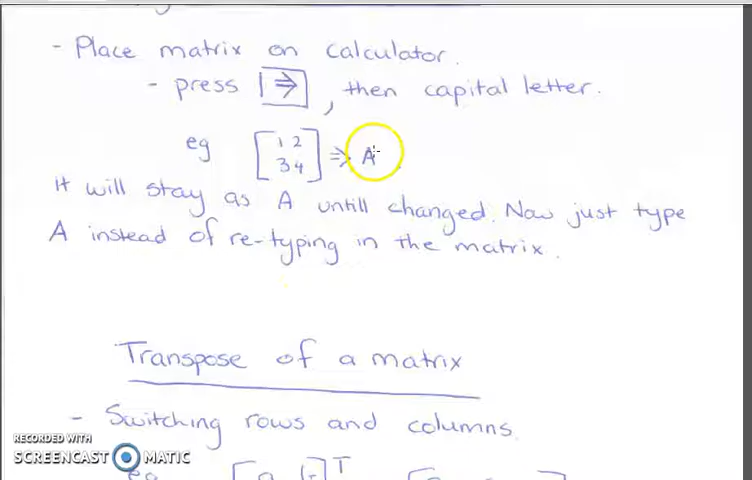 - Place matrix on calculator.
- press ⇒, then capital letter.
eg [1 2
3 4] ⇒ A
It will stay as A untill changed. Now just type
A instead of re-typing in the matrix.
Transpose of a matrix
- Switching rows and columns.
RECORDED WITH
SCREENCAST MATIC
eg T